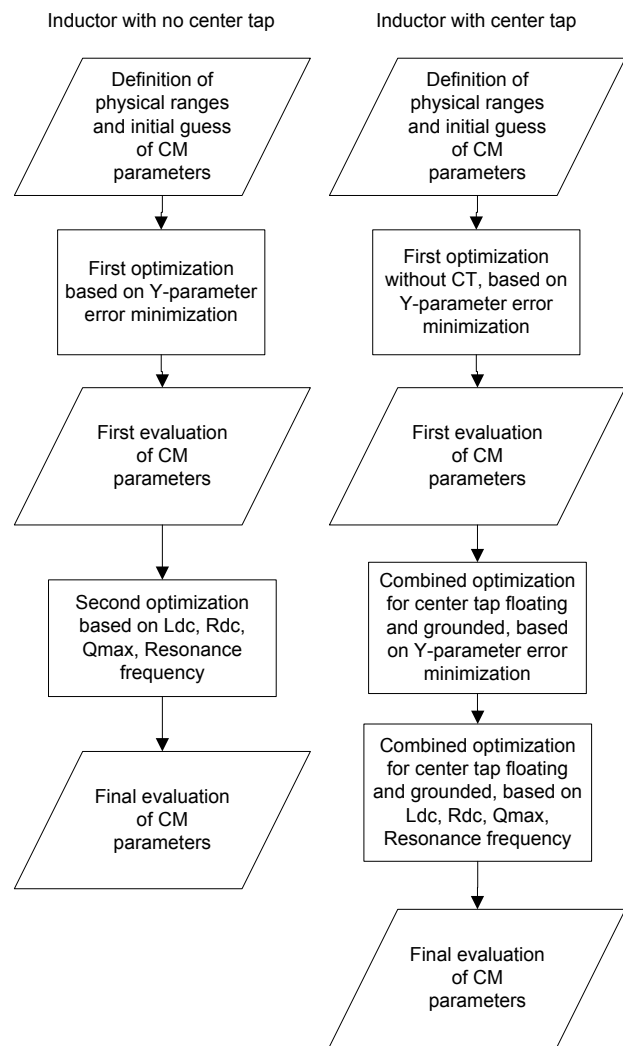 Inductor with no center tap
Definition of
physical ranges
and initial guess
of CM
parameters
First optimization
based on Y-parameter
error minimization
First evaluation
of CM
parameters
Second optimization
based on Ldc, Rdc,
Qmax, Resonance
frequency
Final evaluation
of CM
parameters
Inductor with center tap
Definition of
physical ranges
and initial guess
of CM
parameters
First optimization
without CT, based on
Y-parameter error
minimization
First evaluation
of CM
parameters
Combined optimization
for center tap floating
and grounded, based
on Y-parameter error
minimization
Combined optimization
for center tap floating
and grounded, based on
Ldc, Rdc, Qmax,
Resonance frequency
Final evaluation
of CM
parameters